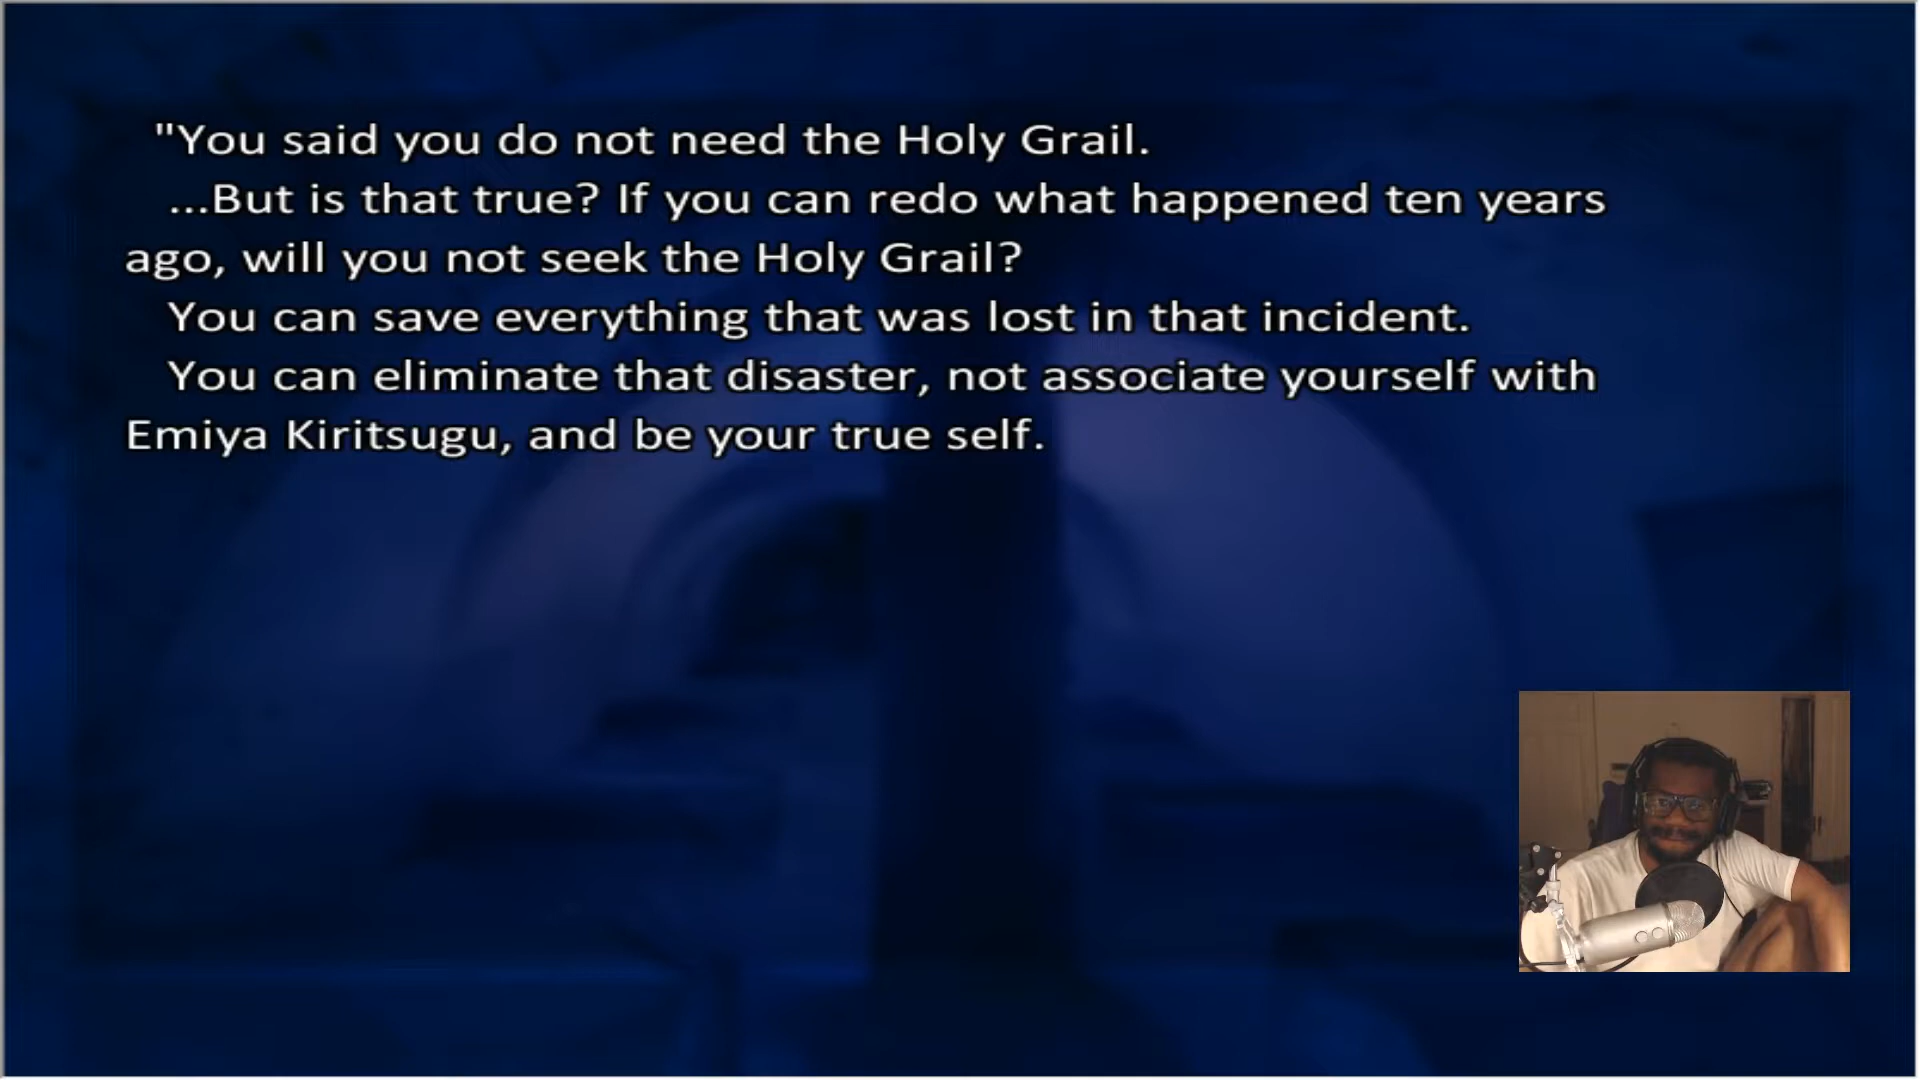 "You said you do not need the Holy Grail.
...But is that true? If you can redo what happened ten years
ago, will you not seek the Holy Grail?
You can save everything that was lost in that incident.
You can eliminate that disaster, not associate yourself with
Emiya Kiritsugu, and be your true self.